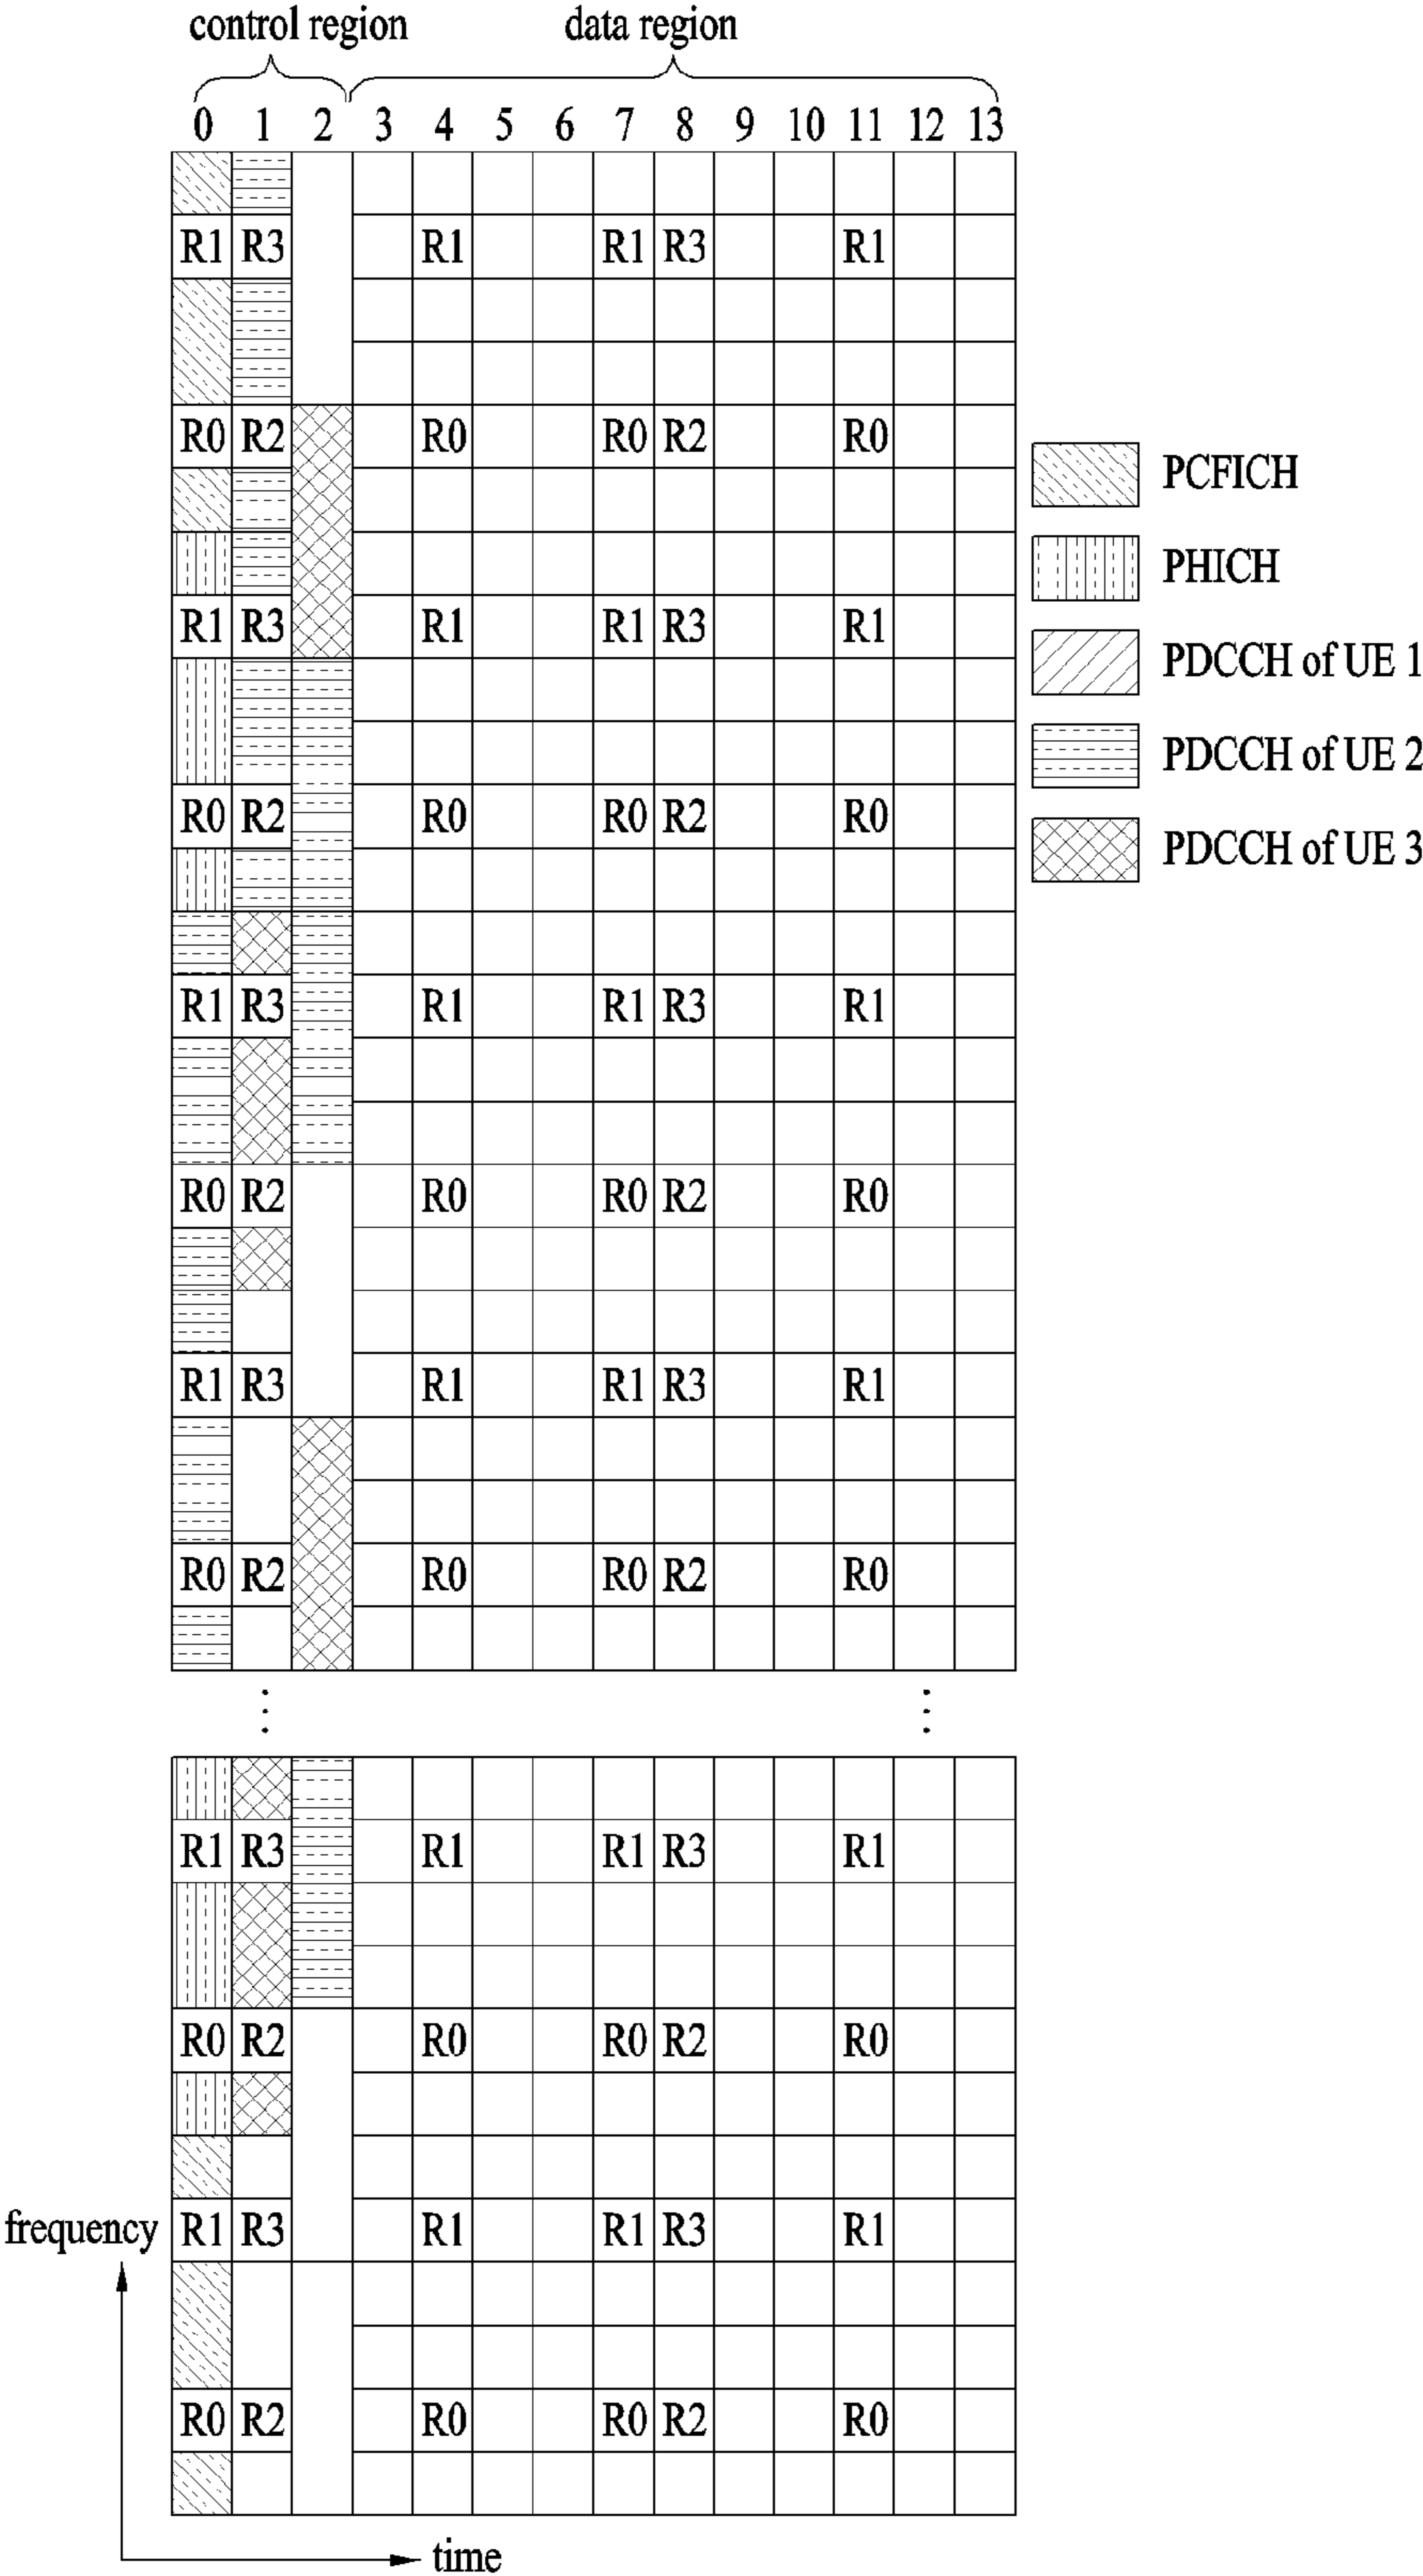 control region data region
0 1 2 3 4 5 6 7 8 9 10 11 12 13
R1 R3 R1 R1 R3 R1
R0 R2 R0 R0 R2 R0
PCFICH
PHICH
R1 R3 R1 R1 R3 R1
PDCCH of UE 1
PDCCH of UE 2
R0 R2 R0 R0 R2 R0
PDCCH of UE 3
R1 R3 R1 R1 R3 R1
R0 R2 R0 R0 R2 R0
R1 R3 R1 R1 R3 R1
R0 R2 R0 R0 R2 R0
R1 R3 R1 R1 R3 R1
R0 R2 R0 R0 R2 R0
frequency R1 R3 R1 R1 R3 R1
R0 R2 R0 R0 R2 R0
time